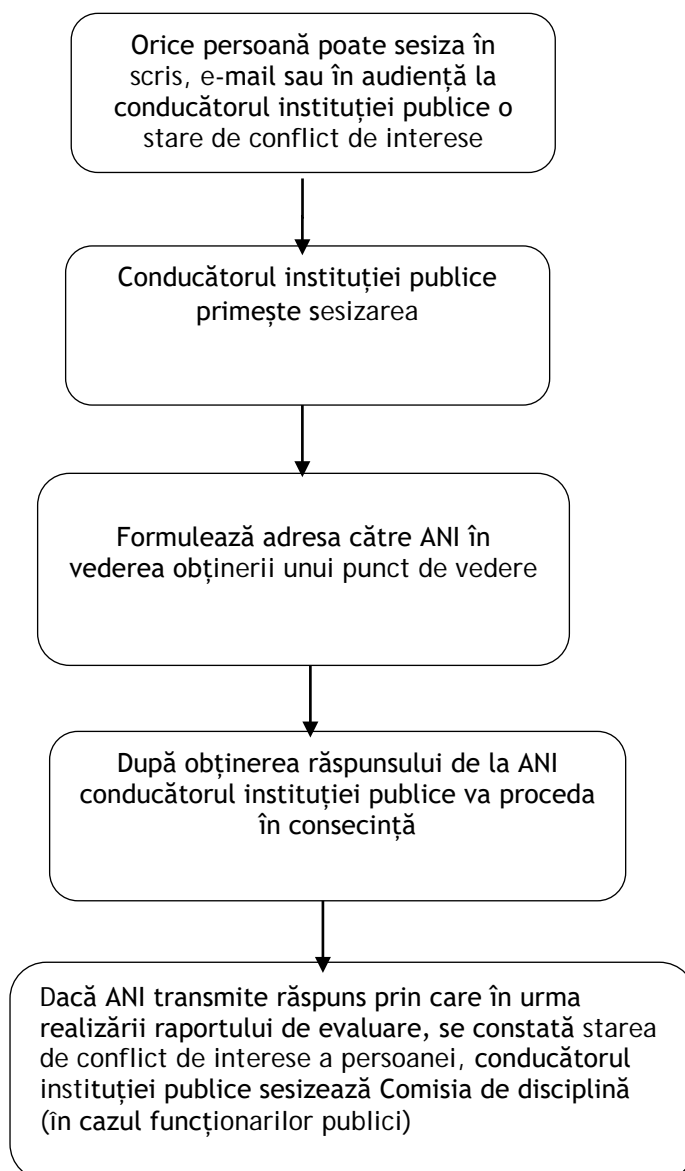 Orice persoană poate sesiza în
scris, e-mail sau în audiență la
conducătorul instituției publice o
stare de conflict de interese
Conducătorul instituției publice
primește sesizarea
Formulează adresa către ANI în
vederea obținerii unui punct de vedere
După obținerea răspunsului de la ANI
conducătorul instituției publice va proceda
în consecință
Dacă ANI transmite răspuns prin care în urma
realizării raportului de evaluare, se constată starea
de conflict de interese a persoanei, conducătorul
instituției publice sesizează Comisia de disciplină
(în cazul funcționarilor publici)